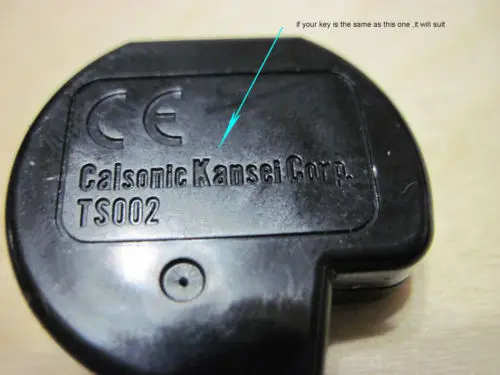 if your key is the same as this one ,it will suit
CE
Calsonic Kansei Corp.
TS002